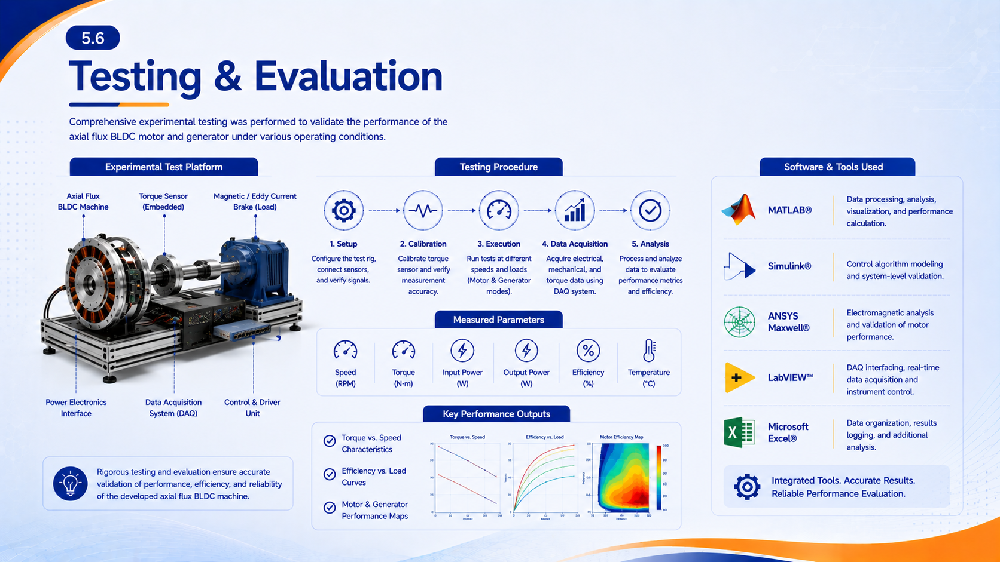 5.6
Testing & Evaluation
Comprehensive experimental testing was performed to validate the performance of the
axial flux BLDC motor and generator under various operating conditions.
Experimental Test Platform
Axial Flux
BLDC Machine
Torque Sensor
(Embedded)
Magnetic / Eddy Current
Brake (Load)
Power Electronics
Interface
Data Acquisition
System (DAQ)
Control & Driver
Unit
Rigorous testing and evaluation ensure accurate
validation of performance, efficiency, and reliability
of the developed axial flux BLDC machine.
Testing Procedure
1. Setup
Configure the test rig,
connect sensors,
and verify signals.
2. Calibration
Calibrate torque
sensor and verify
measurement
accuracy.
3. Execution
Run tests at different
speeds and loads
(Motor & Generator
modes).
4. Data Acquisition
Acquire electrical,
mechanical, and
torque data using
DAQ system.
5. Analysis
Process and analyze
data to evaluate
performance metrics
and efficiency.
Measured Parameters
Speed
(RPM)
Torque
(N·m)
Input Power
(W)
Output Power
(W)
%
Efficiency
(%)
Temperature
(°C)
Key Performance Outputs
Torque vs. Speed
Characteristics
Efficiency vs. Load
Curves
Motor & Generator
Performance Maps
Torque vs. Speed
Efficiency vs. Load
Motor Efficiency Map
Software & Tools Used
MATLAB®
Data processing, analysis,
visualization, and performance
calculation.
Simulink®
Control algorithm modeling
and system-level validation.
ANSYS
Maxwell®
Electromagnetic analysis
and validation of motor
performance.
LabVIEW™
DAQ interfacing, real-time
data acquisition and
instrument control.
X
Microsoft
Excel®
Data organization, results
logging, and additional
analysis.
Integrated Tools. Accurate Results.
Reliable Performance Evaluation.